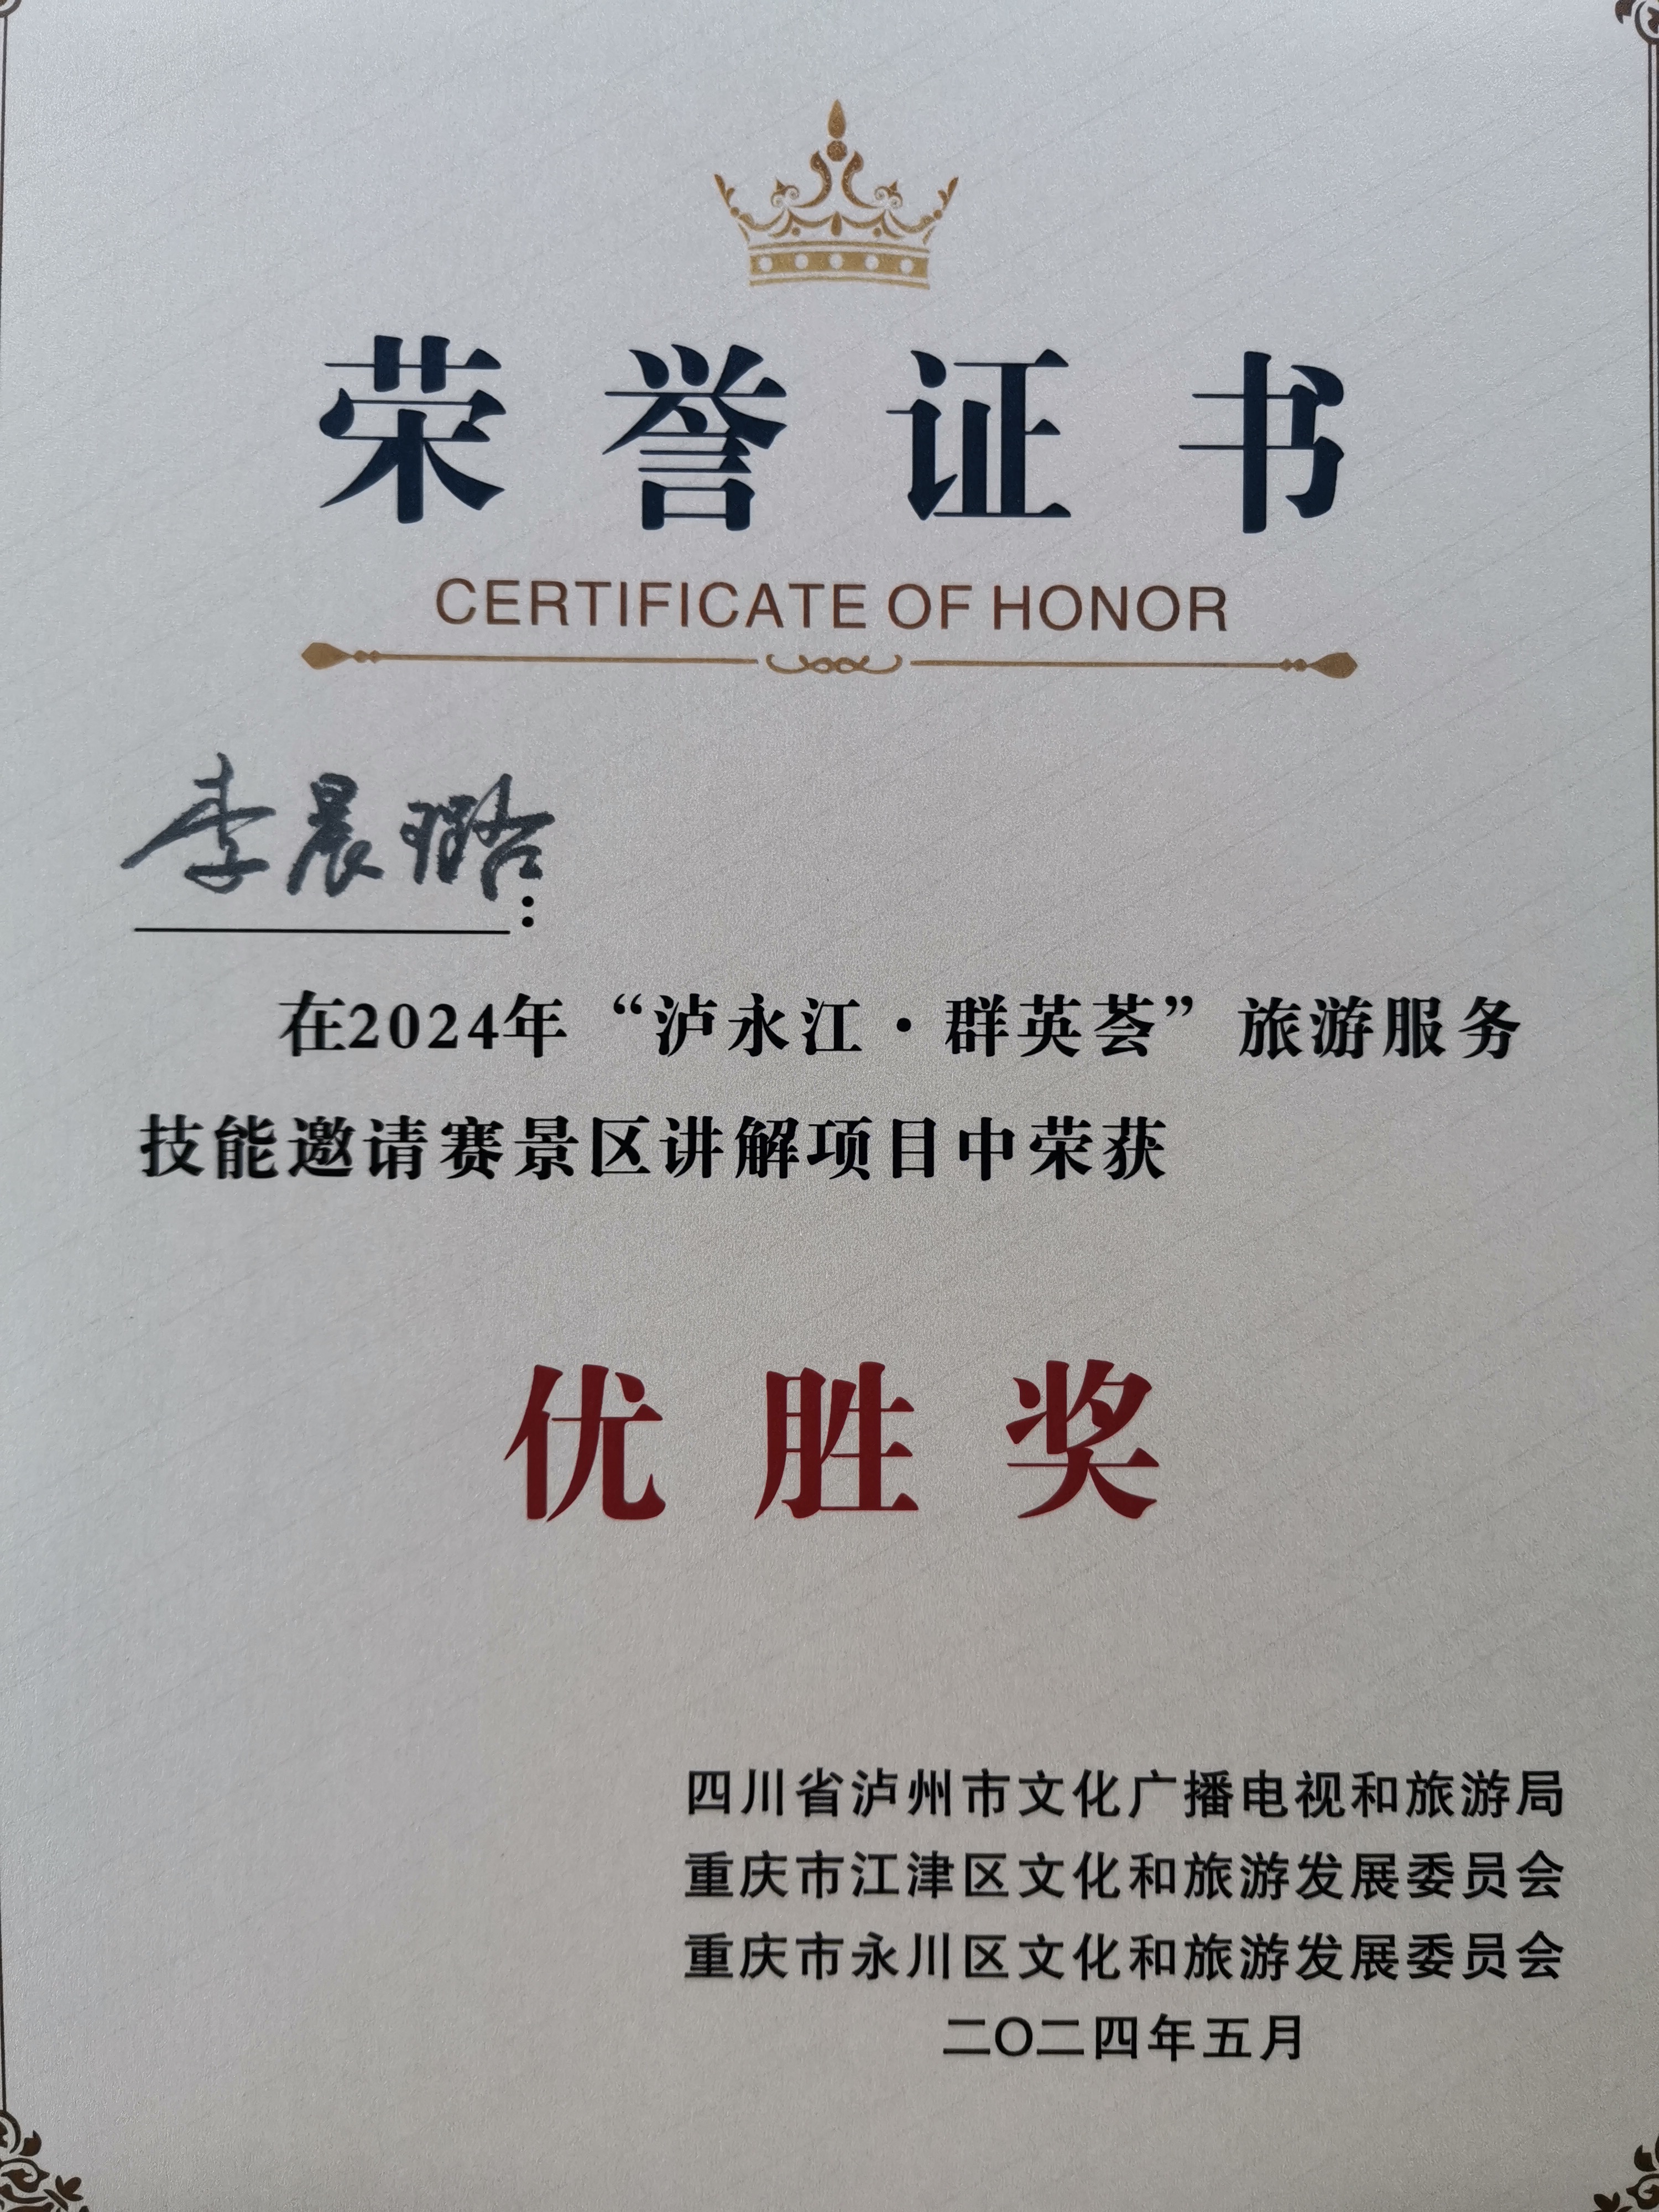 荣誉证书
CERTIFICATE OF HONOR
李晨璐:
在2024年“泸永江·群英荟”旅游服务
技能邀请赛景区讲解项目中荣获
优胜奖
四川省泸州市文化广播电视和旅游局
重庆市江津区文化和旅游发展委员会
重庆市永川区文化和旅游发展委员会
二〇二四年五月